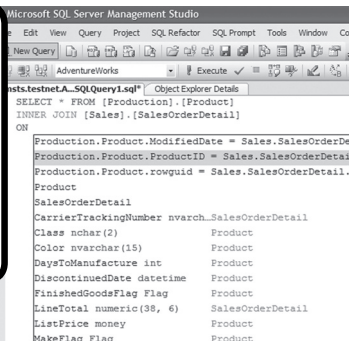 Microsoft SQL Server Management Studio
Edit View Query Project SQL Refactor SQL Prompt Tools Window Co
New Query
AdventureWorks Execute
sts.testnet.A...SQLQuery1.sql* Object Explorer Details
SELECT * FROM [Production].[Product]
INNER JOIN [Sales].[SalesOrderDetail]
ON
Production.Product.ModifiedDate = Sales.SalesOrderDe
Production.Product.ProductID = Sales.SalesOrderDetai
Production.Product.rowguid = Sales.SalesOrderDetail.
Product
SalesOrderDetail
CarrierTrackingNumber nvarch…SalesOrderDetail
Class nchar(2) Product
Color nvarchar(15) Product
DaysToManufacture int Product
DiscontinuedDate datetime Product
FinishedGoodsFlag Flag Product
LineTotal numeric(38, 6) SalesOrderDetail
ListPrice money Product
MakeFlag Flag Product